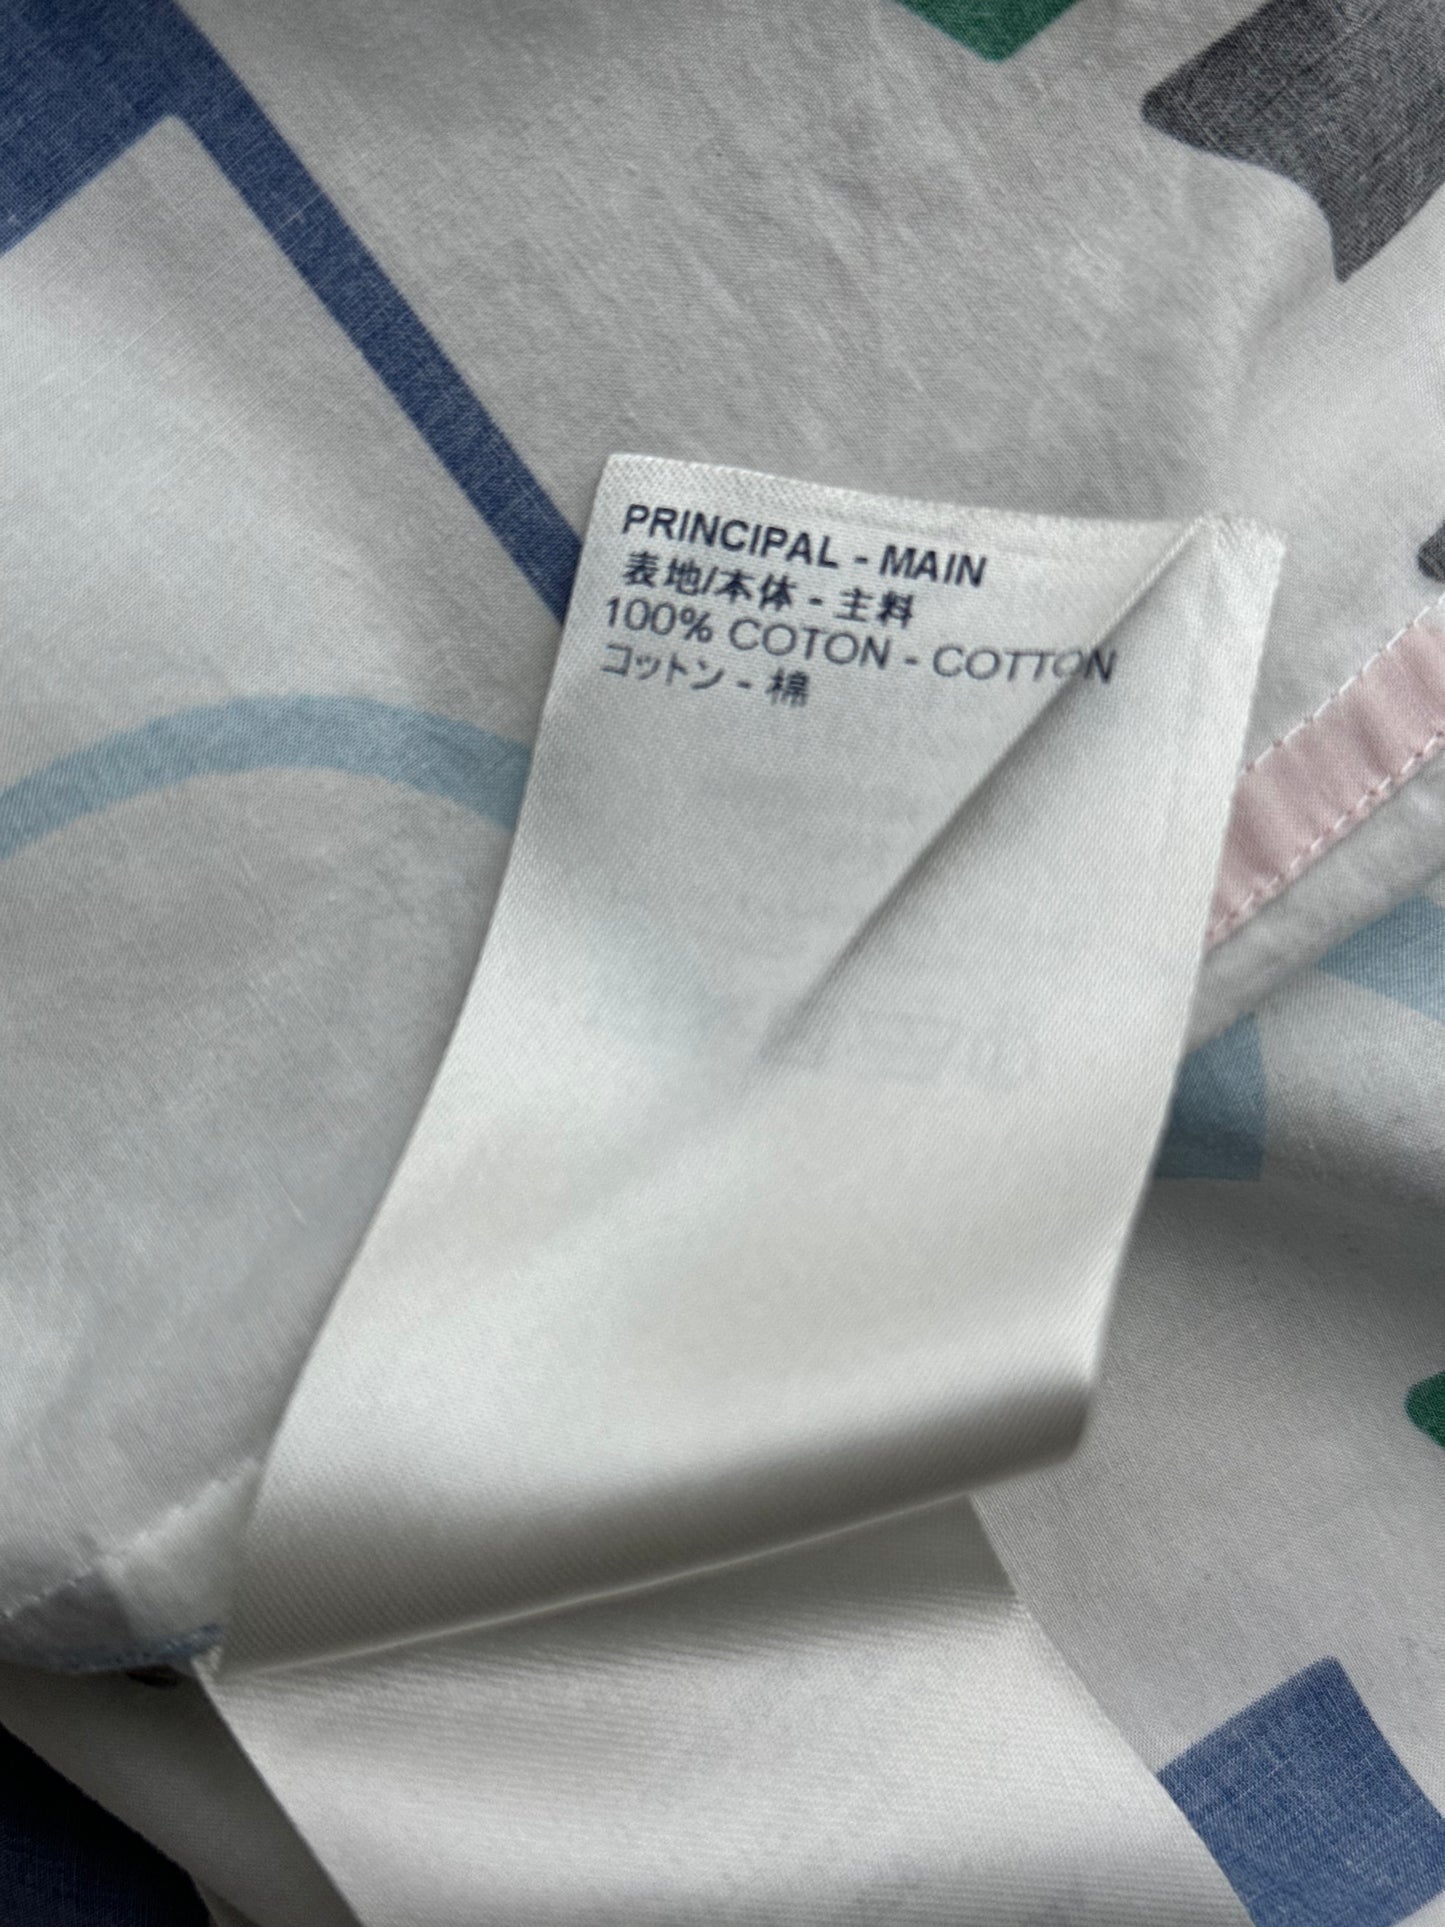 PRINCIPAL - MAIN
表地/本体 - 主料
100% COTON - COTTON
コットン - 棉